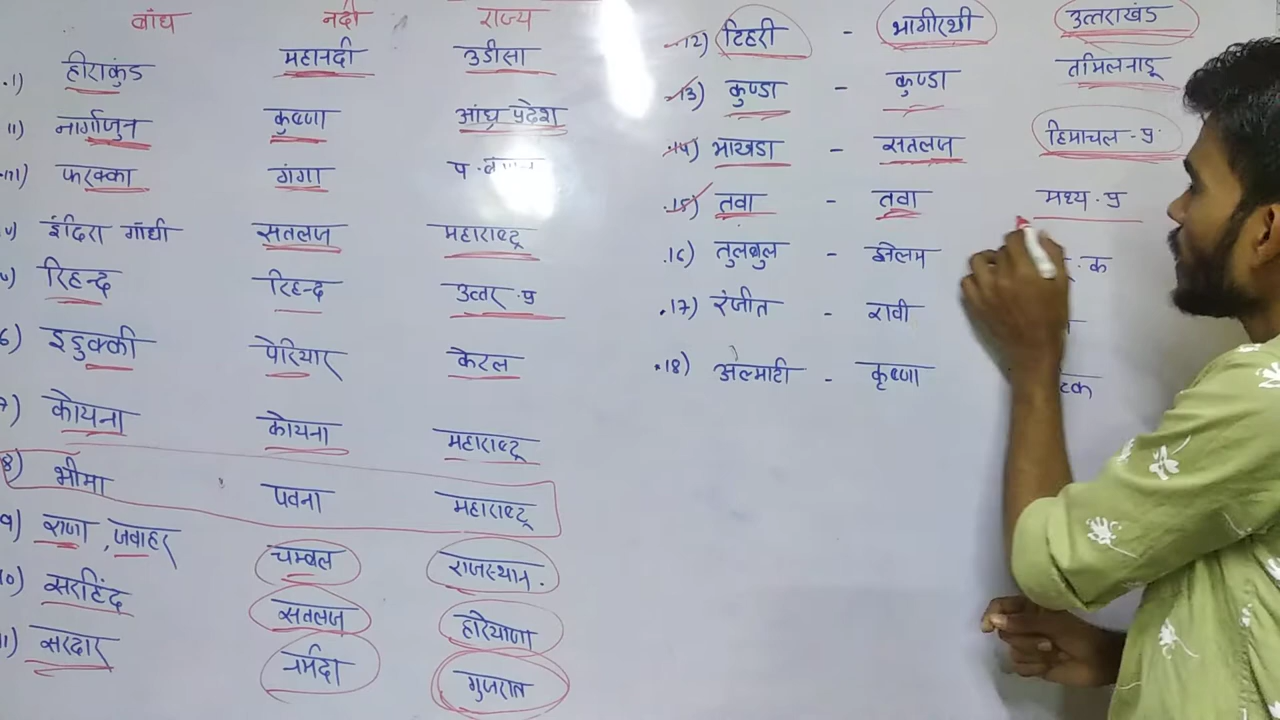 बांध नदी राज्य
1) हीराकुंड महानदी उडीसा
11) नार्गाजुन कृष्णा आंध्र प्रदेश
111) फरक्का गंगा प.
इंदिरा गाँधी सतलज महाराष्ट्र
रिहन्द रिहन्द उत्तर.प्र
6) इडुक्की पेरियार केरल
7) कोयना कोयना महाराष्ट्र
8) भीमा पवना महाराष्ट्र
9) राणा, जवाहर चम्बल राजस्थान.
10) सरहिंद सतलज हरियाणा
11) सरदार नर्मदा गुजरात
12) टिहरी - भागीरथी उत्तराखंड
13) कुण्डा - कुण्डा तमिलनाडू
14) भाखडा - सतलज हिमाचल.प्र.
15) तवा - तवा मध्य.प्र
16) तुलबुल - झेलम क
17) रंजीत - रावी
18) अलमाटी - कृष्णा